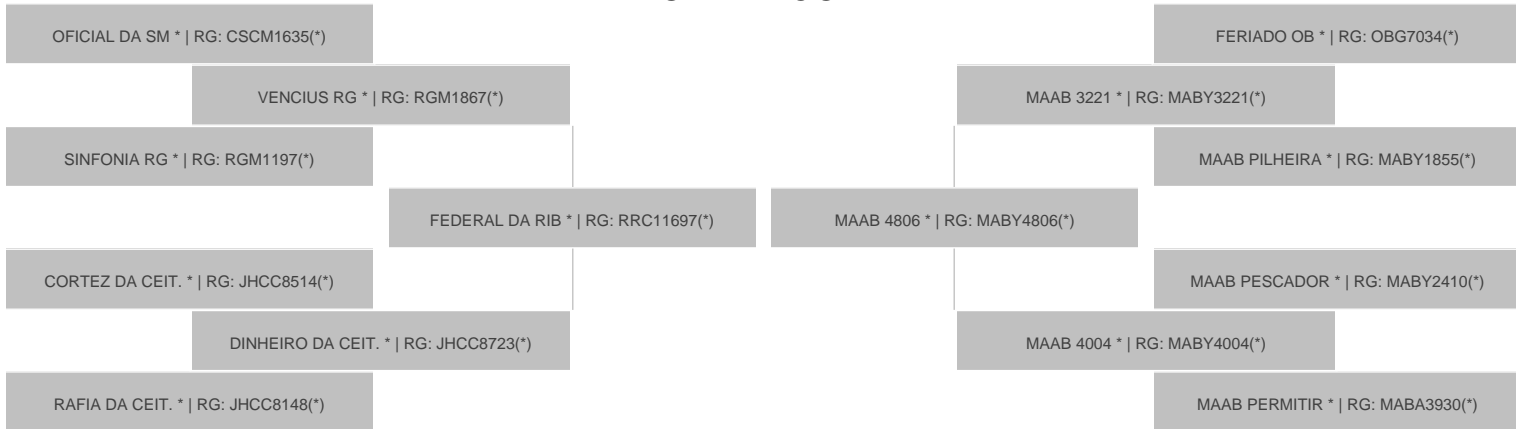 OFICIAL DA SM * | RG: CSCM1635(*)
FERIADO OB * | RG: OBG7034(*)
VENCIUS RG * | RG: RGM1867(*)
MAAB 3221 * | RG: MABY3221(*)
SINFONIA RG * | RG: RGM1197(*)
MAAB PILHEIRA * | RG: MABY1855(*)
FEDERAL DA RIB * | RG: RRC11697(*)
MAAB 4806 * | RG: MABY4806(*)
CORTEZ DA CEIT. * | RG: JHCC8514(*)
MAAB PESCADOR * | RG: MABY2410(*)
DINHEIRO DA CEIT. * | RG: JHCC8723(*)
MAAB 4004 * | RG: MABY4004(*)
RAFIA DA CEIT. * | RG: JHCC8148(*)
MAAB PERMITIR * | RG: MABA3930(*)